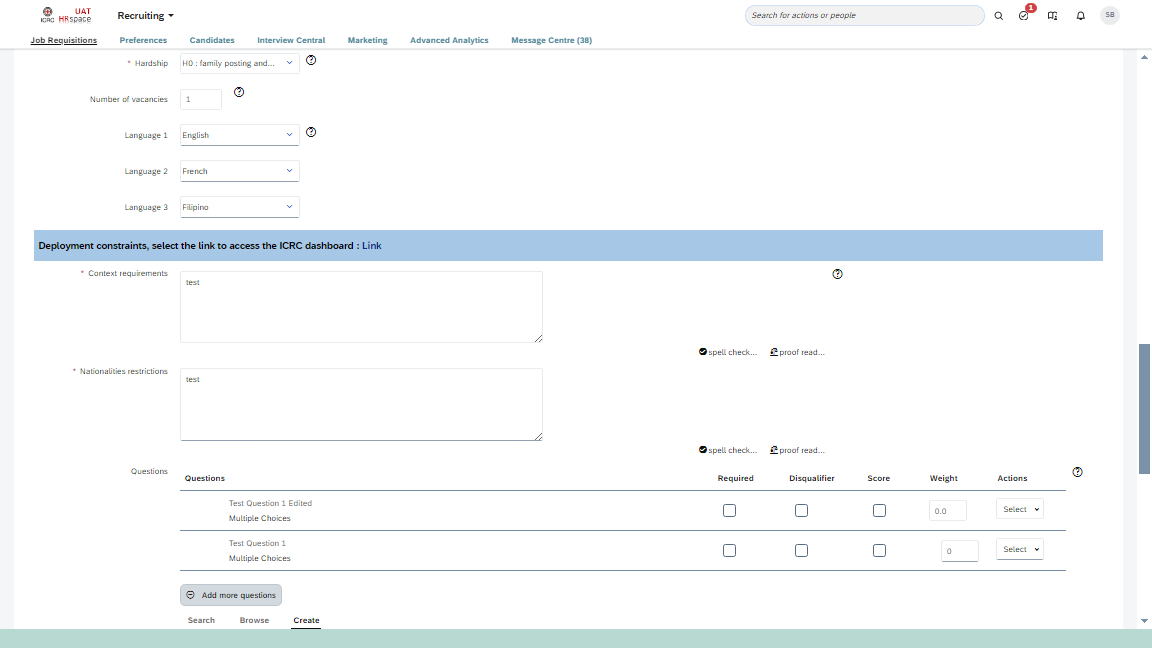 ICRC UAT HRspace
Recruiting
Search for actions or people
1
SB
Job Requisitions
Preferences
Candidates
Interview Central
Marketing
Advanced Analytics
Message Centre (38)
* Hardship
H0 : family posting and...
Number of vacancies
1
Language 1
English
Language 2
French
Language 3
Filipino
Deployment constraints, select the link to access the ICRC dashboard : Link
* Context requirements
test
spell check...
proof read...
* Nationalities restrictions
test
spell check...
proof read...
Questions
Questions
Required
Disqualifier
Score
Weight
Actions
Test Question 1 Edited
Multiple Choices
0.0
Select
Test Question 1
Multiple Choices
0
Select
Add more questions
Search
Browse
Create